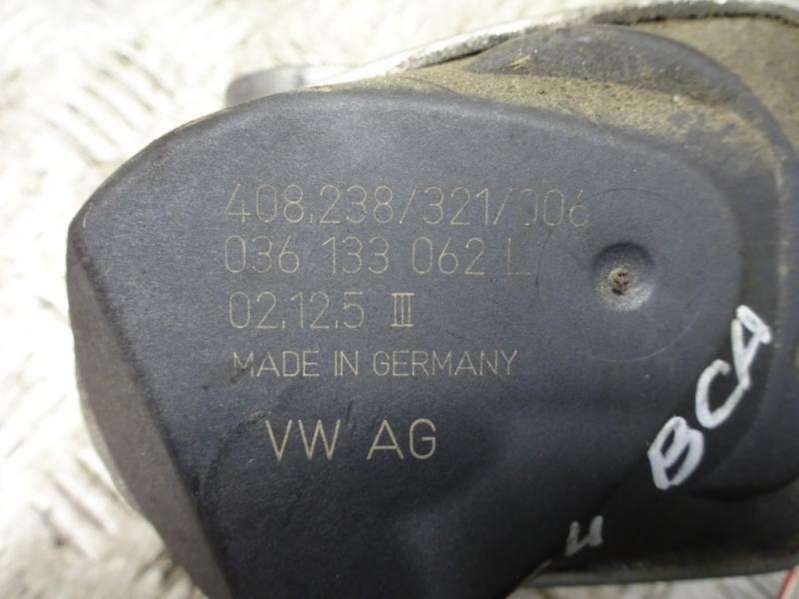 408.238/321/006
036 133 062 L
02.12.5 III
MADE IN GERMANY
VW AG
BCA